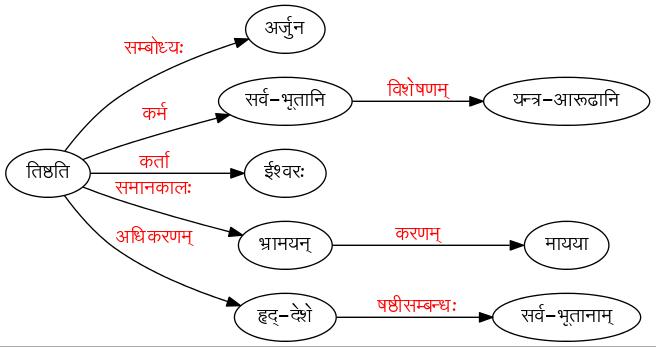 अर्जुन
सम्बोध्यः
सर्व-भूतानि विशेषणम् यन्त्र-आरूढानि
कर्म
तिष्ठति कर्ता ईश्वरः
समानकालः
भ्रामयन् करणम् मायया
अधिकरणम्
हृद्-देशे षष्ठीसम्बन्धः सर्व-भूतानाम्